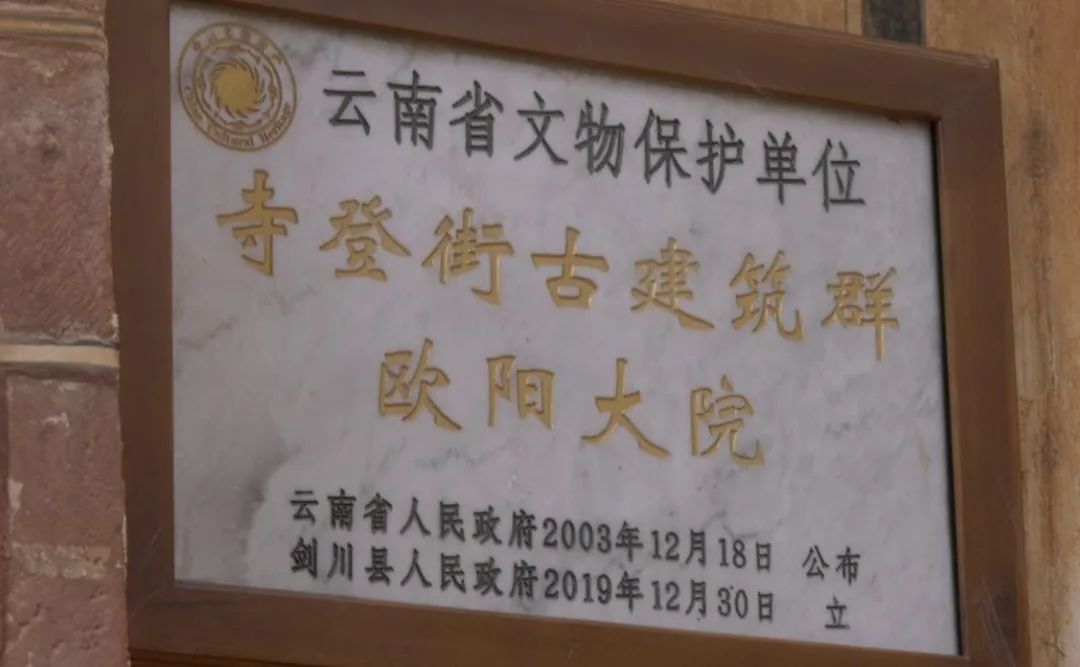 云南省文物保护单位
寺登街古建筑群
欧阳大院
云南省人民政府2003年12月18日 公布
剑川县人民政府2019年12月30日 立
Cultural Heritage